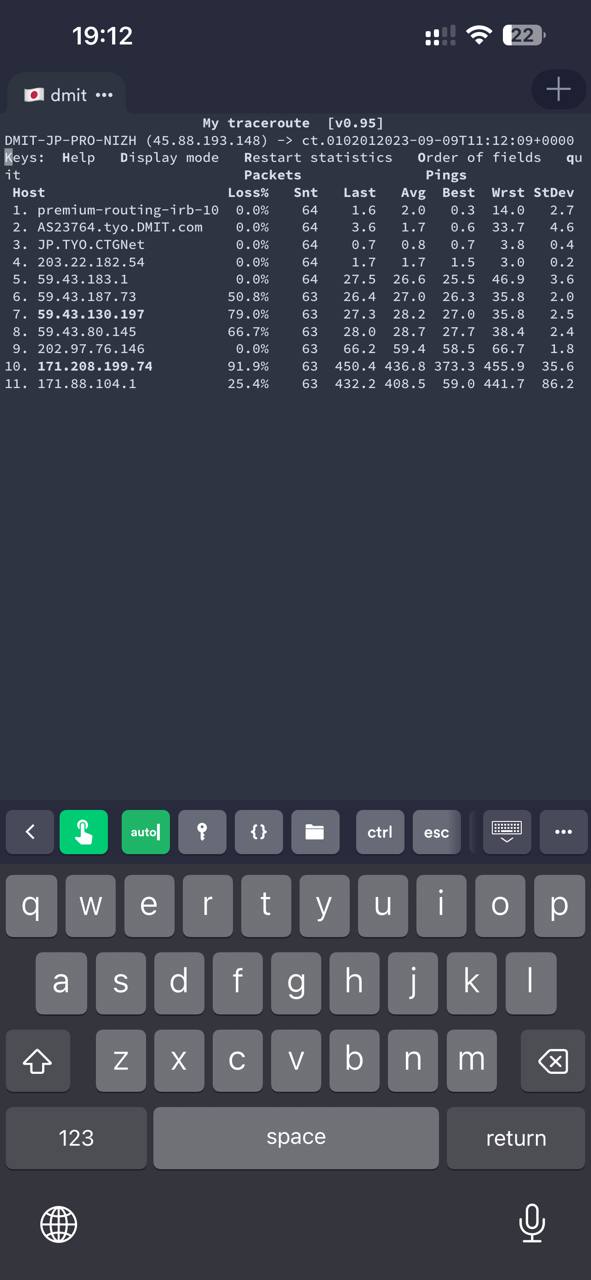 19:12
22
dmit •••
My traceroute [v0.95]
DMIT-JP-PRO-NIZH (45.88.193.148) -> ct.0102012023-09-09T11:12:09+0000
Keys: Help Display mode Restart statistics Order of fields qu
it Packets Pings
Host Loss% Snt Last Avg Best Wrst StDev
1. premium-routing-irb-10 0.0% 64 1.6 2.0 0.3 14.0 2.7
2. AS23764.tyo.DMIT.com 0.0% 64 3.6 1.7 0.6 33.7 4.6
3. JP.TYO.CTGNet 0.0% 64 0.7 0.8 0.7 3.8 0.4
4. 203.22.182.54 0.0% 64 1.7 1.7 1.5 3.0 0.2
5. 59.43.183.1 0.0% 64 27.5 26.6 25.5 46.9 3.6
6. 59.43.187.73 50.8% 63 26.4 27.0 26.3 35.8 2.0
7. 59.43.130.197 79.0% 63 27.3 28.2 27.0 35.8 2.5
8. 59.43.80.145 66.7% 63 28.0 28.7 27.7 38.4 2.4
9. 202.97.76.146 0.0% 63 66.2 59.4 58.5 66.7 1.8
10. 171.208.199.74 91.9% 63 450.4 436.8 373.3 455.9 35.6
11. 171.88.104.1 25.4% 63 432.2 408.5 59.0 441.7 86.2
auto {} ctrl esc •••
q w e r t y u i o p
a s d f g h j k l
z x c v b n m
123 space return